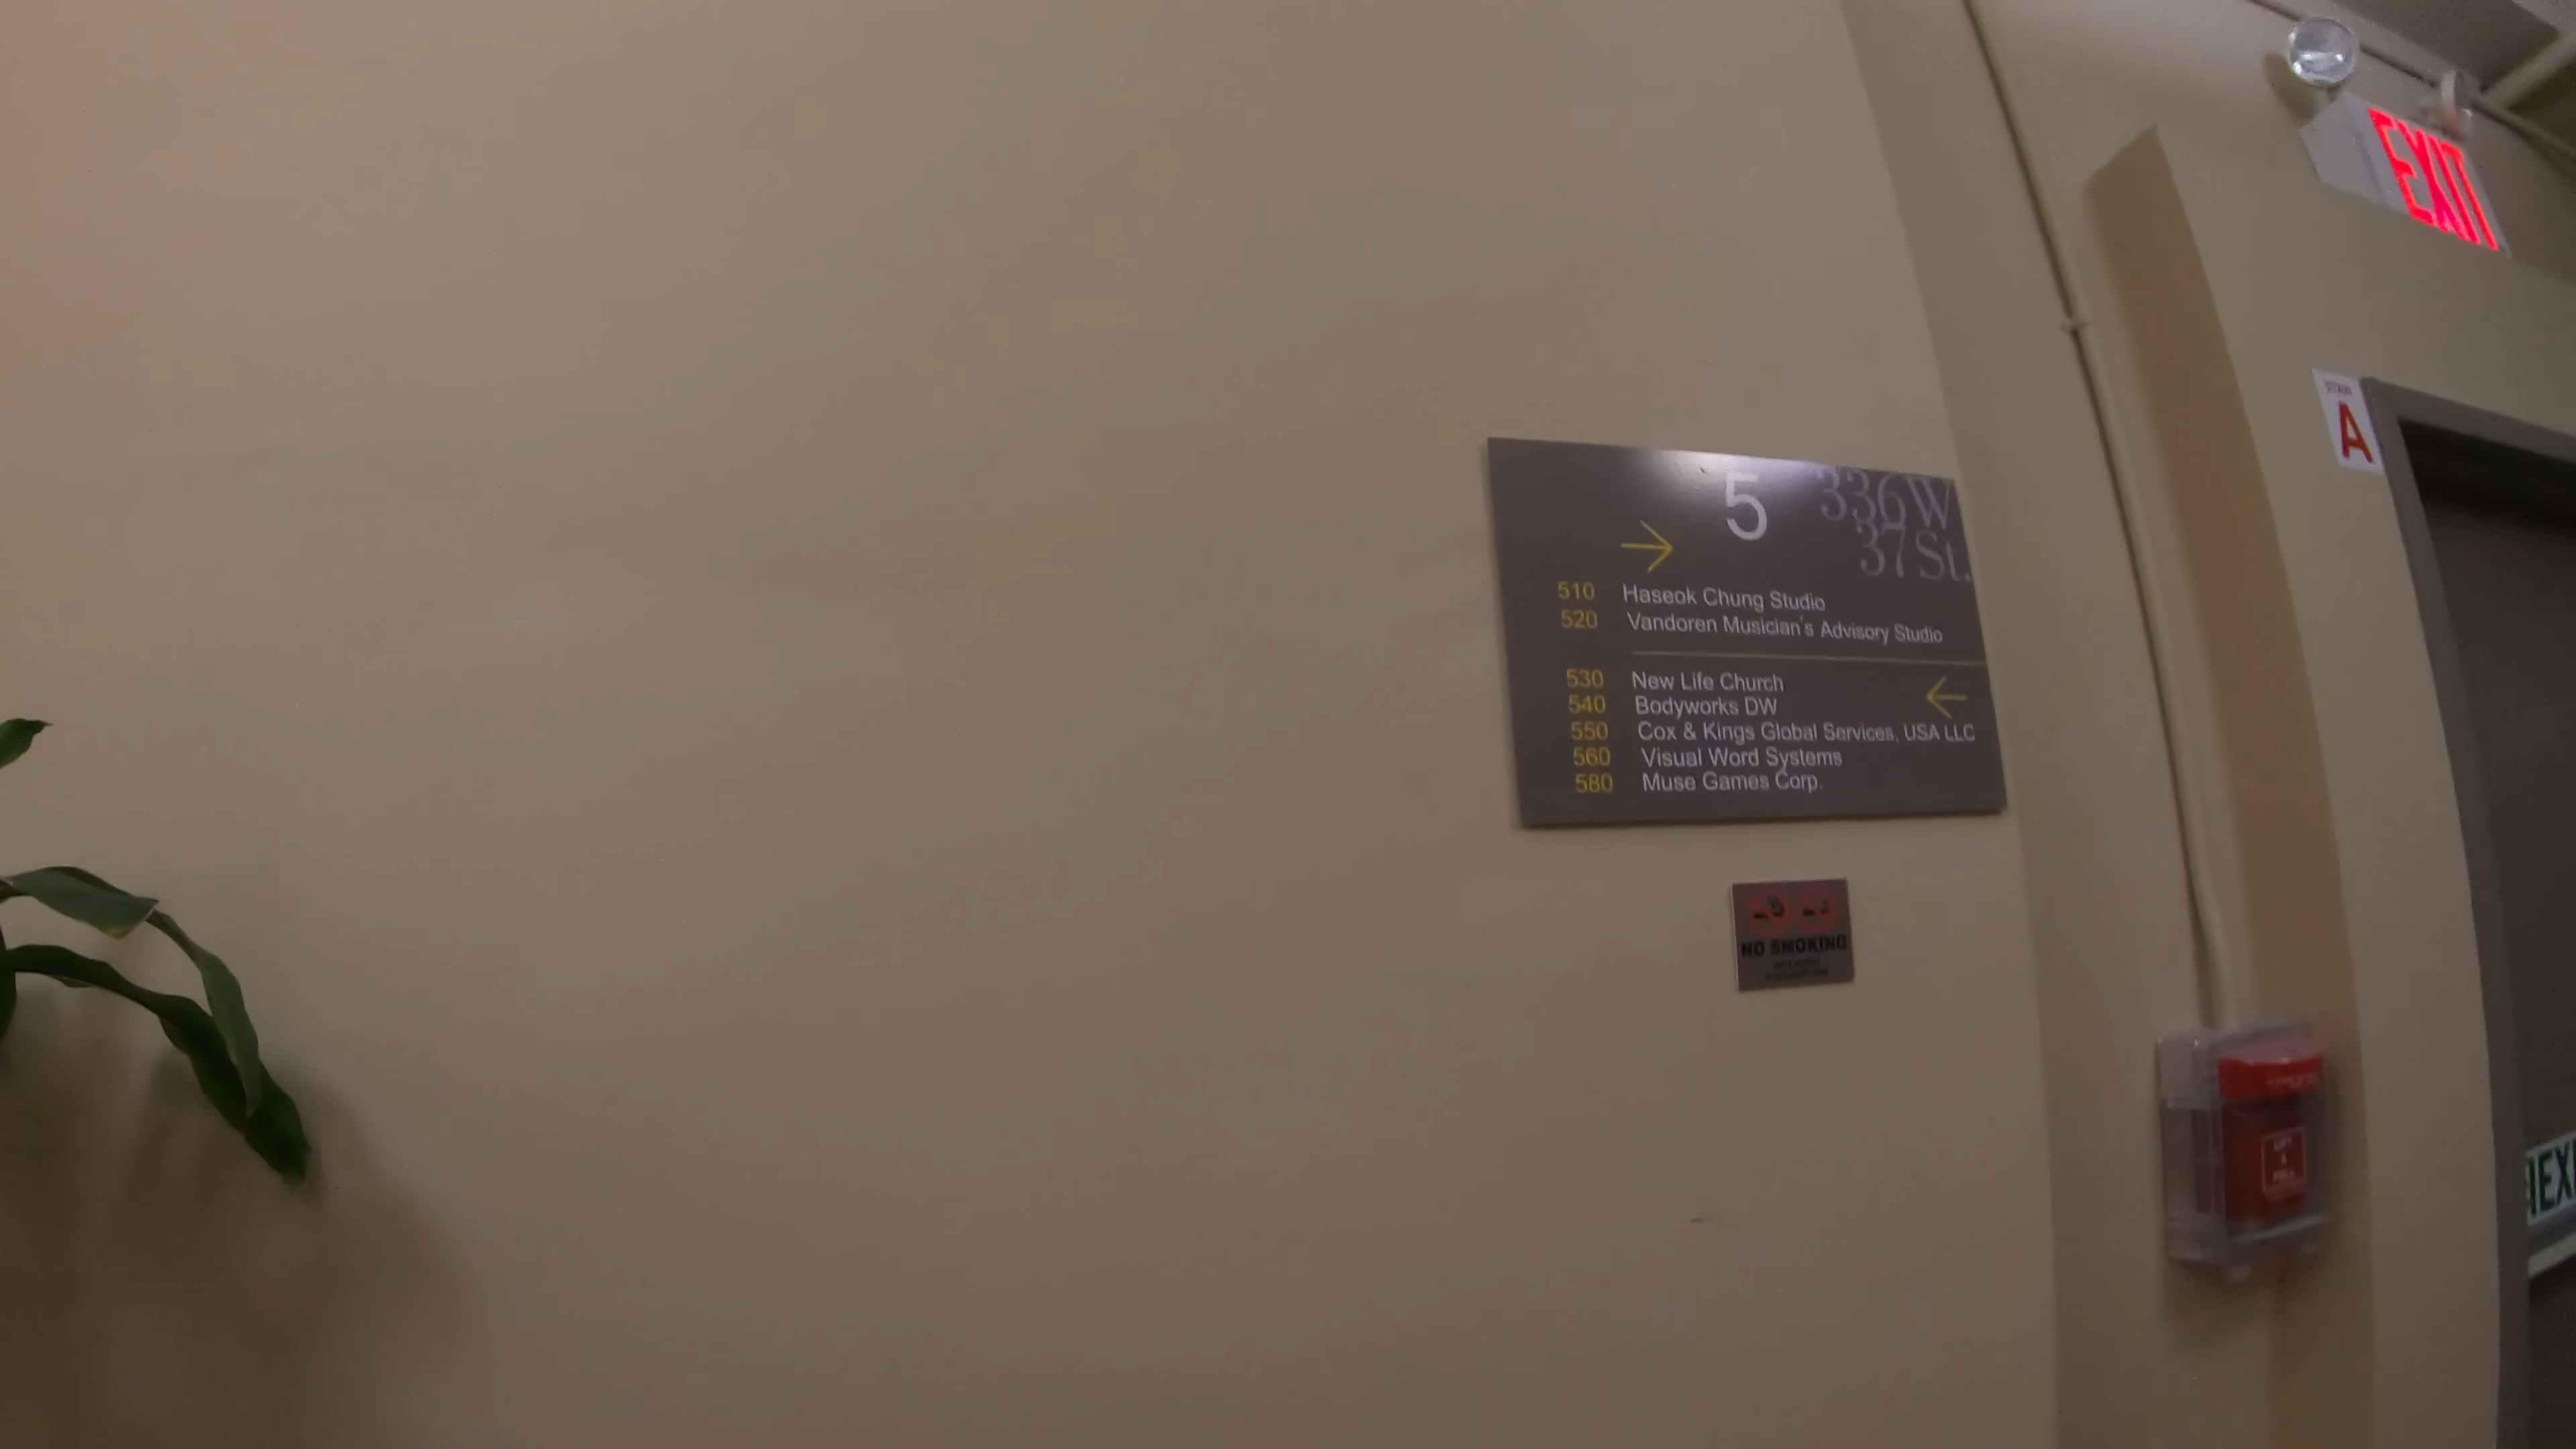 EXIT
A
5
336 W
37 St.
510 Haseok Chung Studio
520 Vandoren Musician's Advisory Studio
530 New Life Church
540 Bodyworks DW
550 Cox & Kings Global Services, USA LLC
560 Visual Word Systems
580 Muse Games Corp.
NO SMOKING